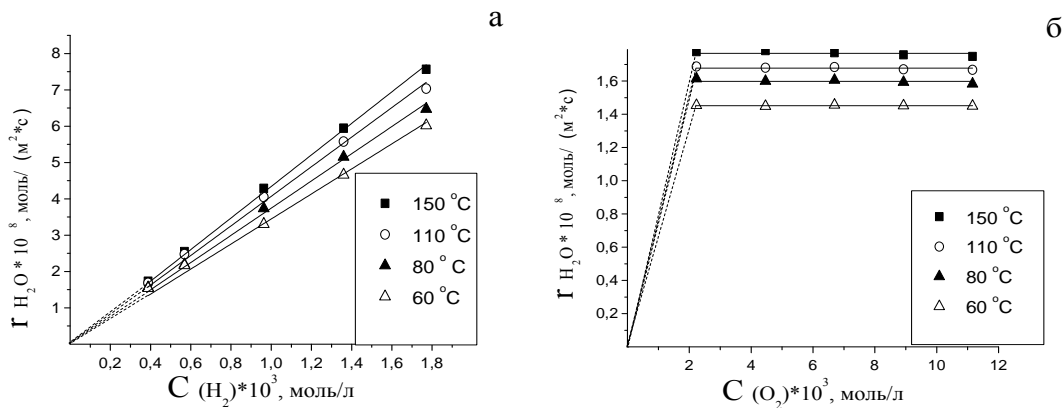 а
r H2O* 10 8, моль/ (м2*с)
8
7
6
5
4
3
2
1
0,2 0,4 0,6 0,8 1,0 1,2 1,4 1,6 1,8 2,0
C (H2)*103, моль/л
150 °C
110 °C
80 °C
60 °C
б
r H2O* 10 8, моль/ (м2*с)
1,6
1,4
1,2
1,0
0,8
0,6
0,4
0,2
0 2 4 6 8 10 12
C (O2)*103, моль/л
150 °C
110 °C
80 °C
60 °C